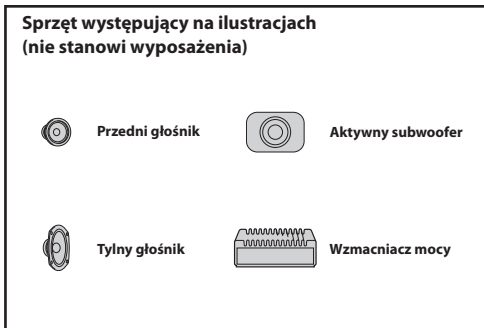 Sprzęt występujący na ilustracjach
(nie stanowi wyposażenia)
Przedni głośnik
Aktywny subwoofer
Tylny głośnik
Wzmacniacz mocy